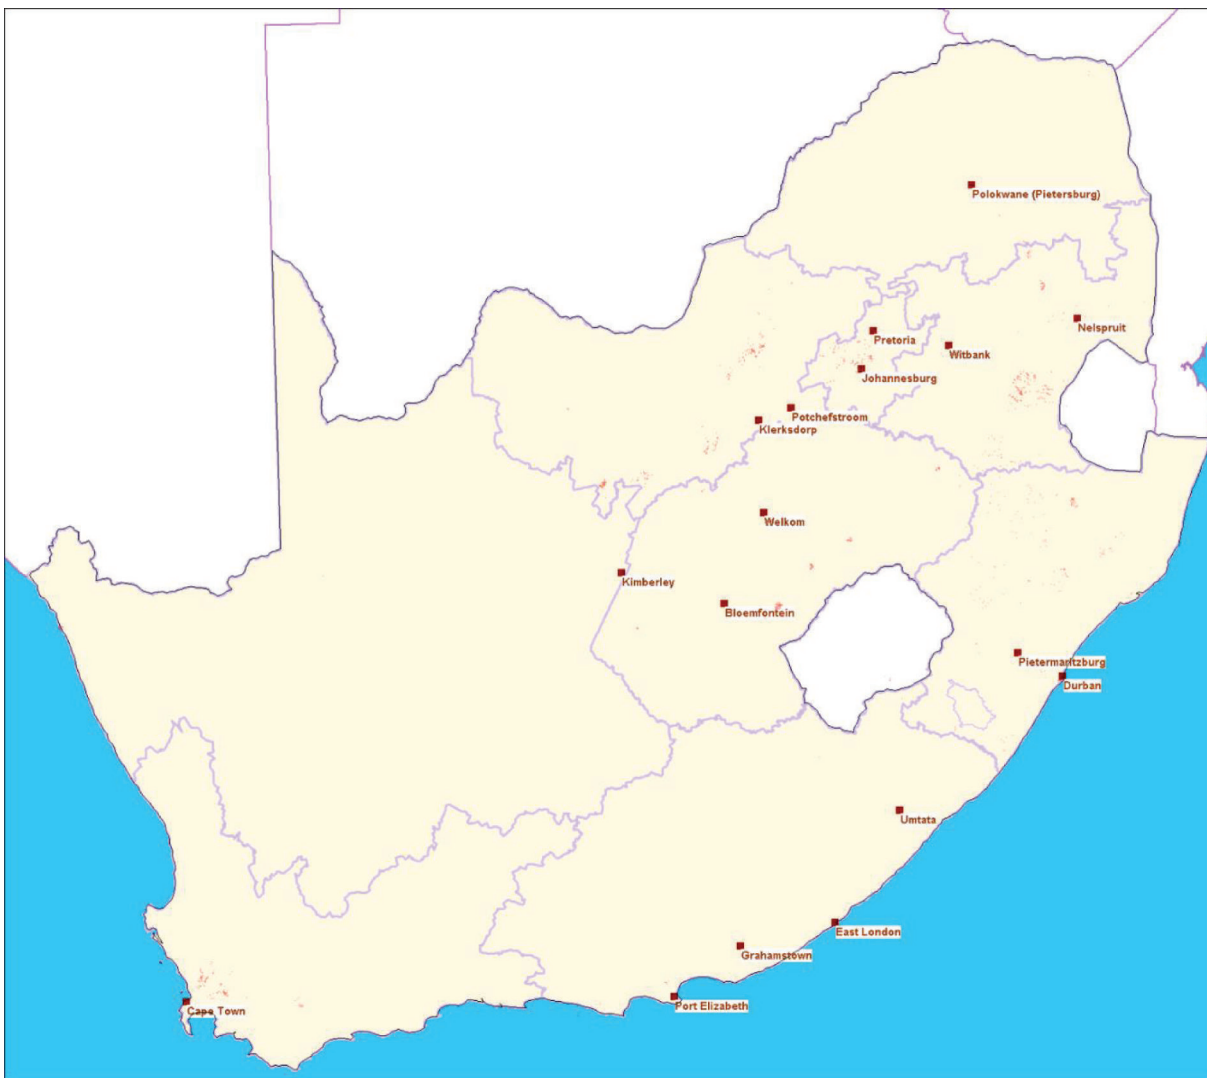 Polokwane (Pietersburg)
Nelspruit
Pretoria
Witbank
Johannesburg
Potchefstroom
Klerksdorp
Welkom
Kimberley
Bloemfontein
Pietermaritzburg
Durban
Umtata
East London
Grahamstown
Port Elizabeth
Cape Town